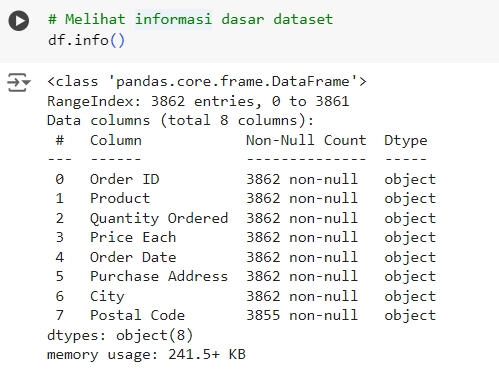 # Melihat informasi dasar dataset
df.info()
<class 'pandas.core.frame.DataFrame'>
RangeIndex: 3862 entries, 0 to 3861
Data columns (total 8 columns):
 #   Column            Non-Null Count  Dtype
---  ------            --------------  -----
 0   Order ID          3862 non-null   object
 1   Product           3862 non-null   object
 2   Quantity Ordered  3862 non-null   object
 3   Price Each        3862 non-null   object
 4   Order Date        3862 non-null   object
 5   Purchase Address  3862 non-null   object
 6   City              3862 non-null   object
 7   Postal Code       3855 non-null   object
dtypes: object(8)
memory usage: 241.5+ KB